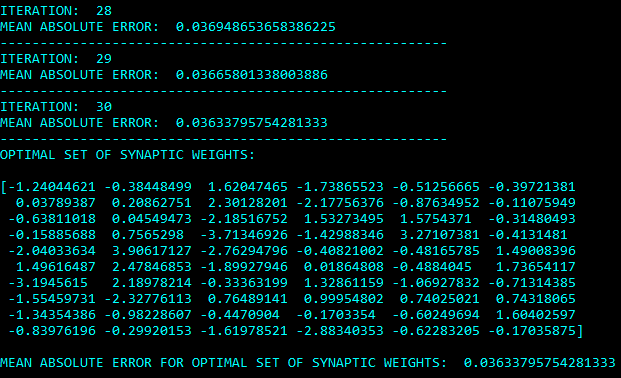 ITERATION:  28
MEAN ABSOLUTE ERROR:  0.036948653658386225
--------------------------------------------------------
ITERATION:  29
MEAN ABSOLUTE ERROR:  0.03665801338003886
--------------------------------------------------------
ITERATION:  30
MEAN ABSOLUTE ERROR:  0.03633795754281333
--------------------------------------------------------
OPTIMAL SET OF SYNAPTIC WEIGHTS:
[-1.24044621 -0.38448499  1.62047465 -1.73865523 -0.51256665 -0.39721381
  0.03789387  0.20862751  2.30128201 -2.17756376 -0.87634952 -0.11075949
 -0.63811018  0.04549473 -2.18516752  1.53273495  1.5754371  -0.31480493
 -0.15885688  0.7565298  -3.71346926 -1.42988346  3.27107381 -0.4131481
 -2.04033634  3.90617127 -2.76294796 -0.40821002 -0.48165785  1.49008396
  1.49616487  2.47846853 -1.89927946  0.01864808 -0.4884045   1.73654117
 -3.1945615   2.18978214 -0.33363199  1.32861159 -1.06927832 -0.71314385
 -1.55459731 -2.32776113  0.76489141  0.99954802  0.74025021  0.74318065
 -1.34354386 -0.98228607 -0.4470904  -0.1703354  -0.60249694  1.60402597
 -0.83976196 -0.29920153 -1.61978521 -2.88340353 -0.62283205 -0.17035875]
MEAN ABSOLUTE ERROR FOR OPTIMAL SET OF SYNAPTIC WEIGHTS:  0.03633795754281333